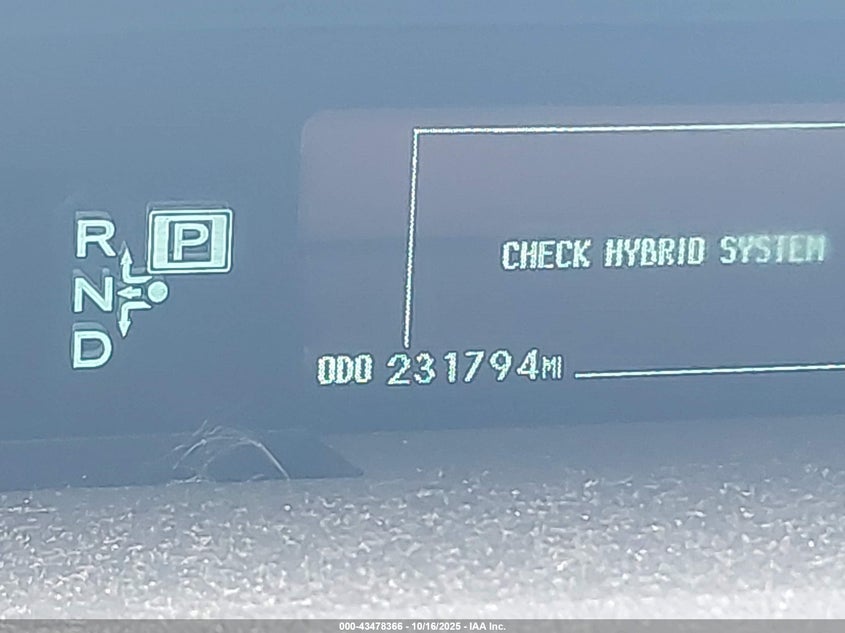 R P
N
D
CHECK HYBRID SYSTEM
ODO 231794MI
000-43478366 - 10/16/2025 - IAA Inc.